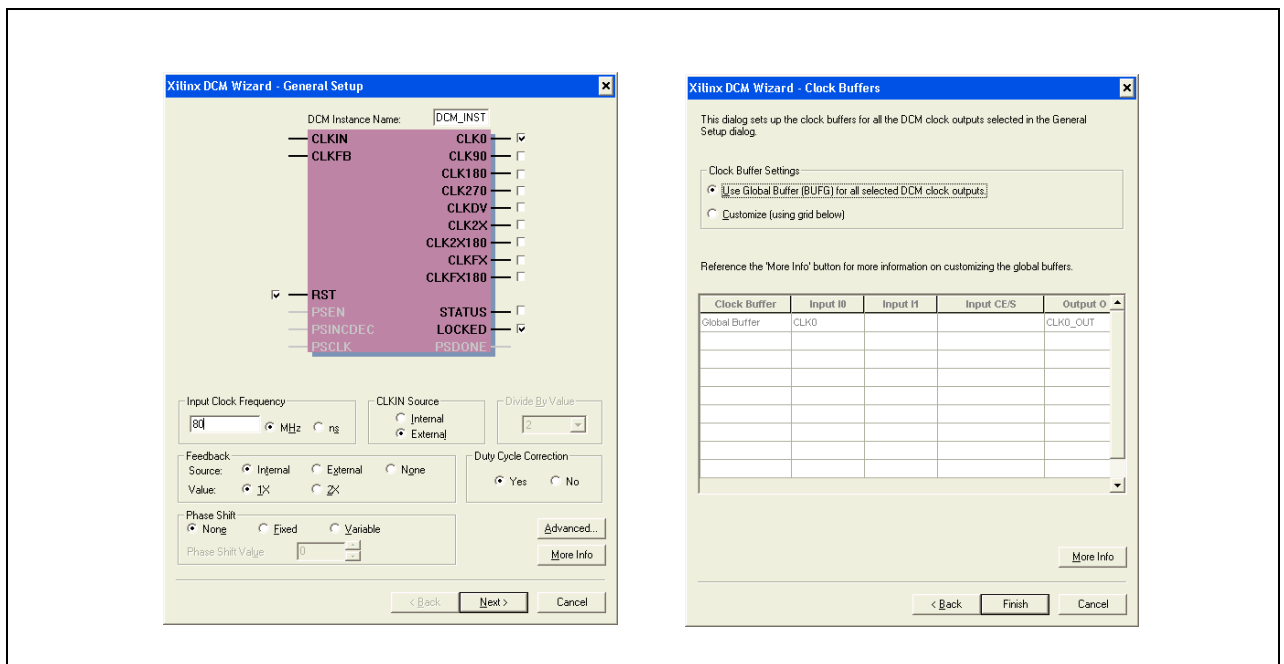 Xilinx DCM Wizard - General Setup
DCM Instance Name: DCM_INST
CLKIN CLK0
CLKFB CLK90
CLK180
CLK270
CLKDV
CLK2X
CLK2X180
CLKFX
CLKFX180
RST
PSEN STATUS
PSINCDEC LOCKED
PSCLK PSDONE
Input Clock Frequency
80 MHz ns
CLKIN Source
Internal
External
Divide By Value
2
Feedback
Source: Internal External None
Value: 1X 2X
Duty Cycle Correction
Yes No
Phase Shift
None Fixed Variable
Phase Shift Value 0
Advanced...
More Info
< Back Next > Cancel
Xilinx DCM Wizard - Clock Buffers
This dialog sets up the clock buffers for all the DCM clock outputs selected in the General
Setup dialog.
Clock Buffer Settings
Use Global Buffer (BUFG) for all selected DCM clock outputs.
Customize (using grid below)
Reference the 'More Info' button for more information on customizing the global buffers.
Clock Buffer Input I0 Input I1 Input CE/S Output O
Global Buffer CLK0 CLK0_OUT
More Info
< Back Finish Cancel